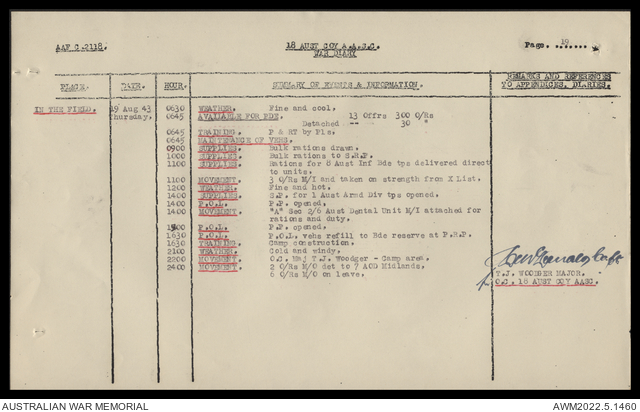 AAF C.2118.
18 AUST COY A.A.S.C.
WAR DIARY
Page. 19
PLACE. DATE. HOUR. SUMMARY OF EVENTS & INFORMATION. REMARKS AND REFERENCES
TO APPENDICES, DIARIES.
IN THE FIELD. 19 Aug 43 0630 WEATHER. Fine and cool.
Thursday. 0645 AVAILABLE FOR BDE. 13 Offrs 300 O/Rs
Detached -- 30 "
0645 TRAINING. P & RT by Pls.
0645 MAINTENANCE OF VEHS.
0900 SUPPLIES. Bulk rations drawn.
1000 SUPPLIES. Bulk rations to S.R.P.
1100 SUPPLIES. Rations for 8 Aust Inf Bde tps delivered direct
to units.
1100 MOVEMENT. 3 O/Rs M/I and taken on strength from X List.
1200 WEATHER. Fine and hot.
1400 SUPPLIES. S.P. for 1 Aust Armd Div tps opened.
1400 P.O.L. P.P. opened.
1400 MOVEMENT. "A" Sec 2/6 Aust Dental Unit M/I attached for
rations and duty.
1500 P.O.L. P.P. opened.
1630 P.O.L. P.O.L. vehs refill to Bde reserve at P.R.P.
1630 TRAINING. Camp construction.
2100 WEATHER. Cold and windy.
2200 MOVEMENT. O.C. Maj T.J. Woodger - Camp area.
2400 MOVEMENT. 2 O/Rs M/O det to 7 AOD Midlands.
6 O/Rs M/O on leave.
T.J. WOODGER MAJOR.
O.C. 18 AUST COY AASC.
AUSTRALIAN WAR MEMORIAL
AWM2022.5.1460